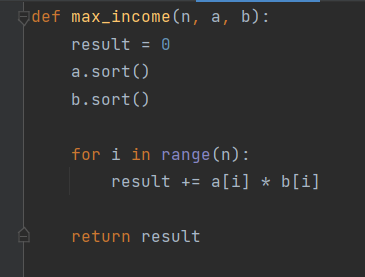 def max_income(n, a, b):
    result = 0
    a.sort()
    b.sort()

    for i in range(n):
        result += a[i] * b[i]

    return result